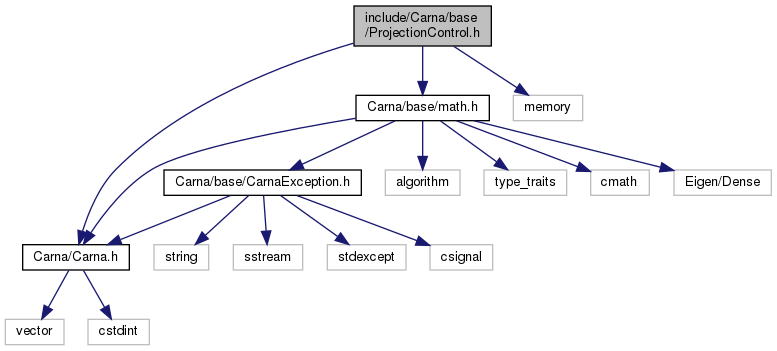 include/Carna/base
/ProjectionControl.h
Carna/base/math.h
memory
Carna/base/CarnaException.h
algorithm
type_traits
cmath
Eigen/Dense
Carna/Carna.h
string
sstream
stdexcept
csignal
vector
cstdint